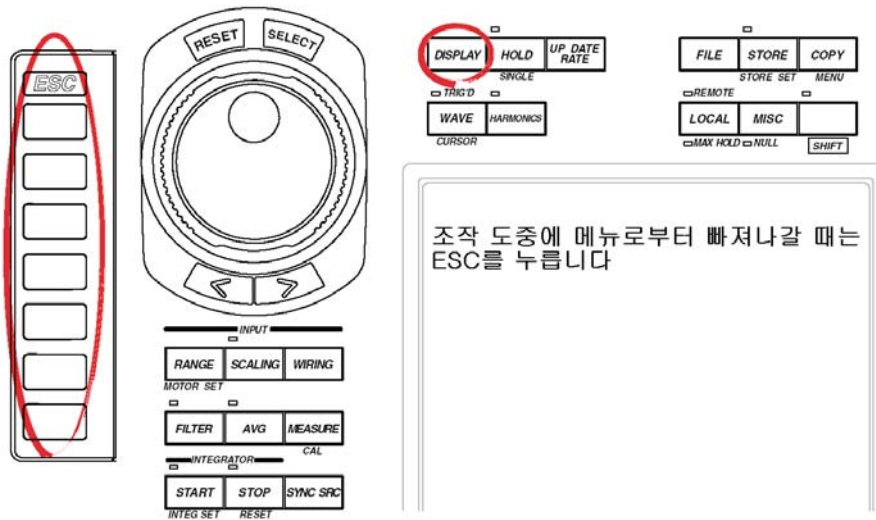 ESC
RESET SELECT
INPUT
RANGE SCALING WIRING
MOTOR SET
FILTER AVG MEASURE
CAL
INTEGRATOR
START STOP SYNC SRC
INTEG SET RESET
DISPLAY HOLD UP DATE RATE
SINGLE
TRIG'D
WAVE HARMONICS
CURSOR
FILE STORE COPY
STORE SET MENU
REMOTE
LOCAL MISC
MAX HOLD NULL SHIFT
조작 도중에 메뉴로부터 빠져나갈 때는
ESC를 누릅니다